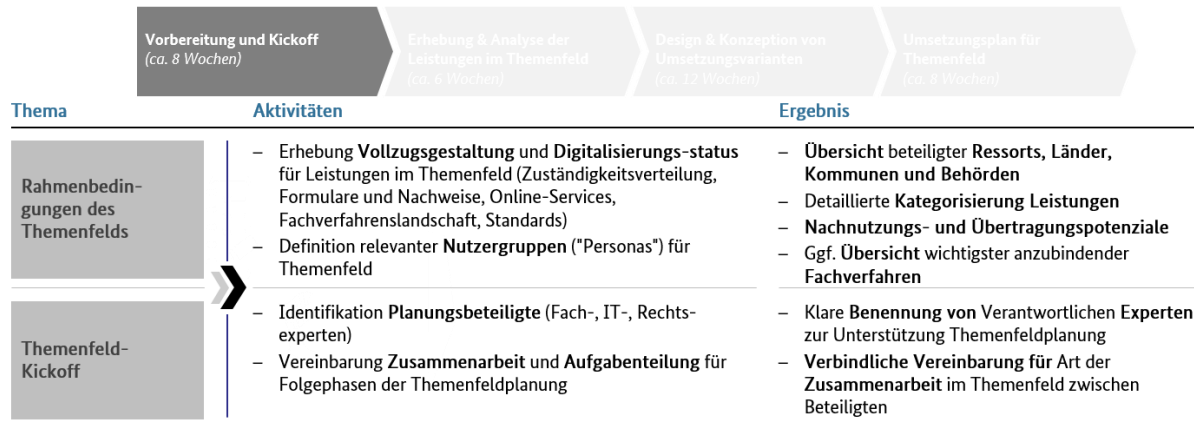 Vorbereitung und Kickoff
(ca. 8 Wochen)
Erhebung & Analyse der
Leistungen im Themenfeld
(ca. 6 Wochen)
Design & Konzeption von
Umsetzungsvarianten
(ca. 12 Wochen)
Umsetzungsplan für
Themenfeld
(ca. 8 Wochen)
Thema
Aktivitäten
Ergebnis
Rahmenbedin-
gungen des
Themenfelds
– Erhebung Vollzugsgestaltung und Digitalisierungs-status
für Leistungen im Themenfeld (Zuständigkeitsverteilung,
Formulare und Nachweise, Online-Services,
Fachverfahrenslandschaft, Standards)
– Definition relevanter Nutzergruppen ("Personas") für
Themenfeld
– Übersicht beteiligter Ressorts, Länder,
Kommunen und Behörden
– Detaillierte Kategorisierung Leistungen
– Nachnutzungs- und Übertragungspotenziale
– Ggf. Übersicht wichtigster anzubindender
Fachverfahren
Themenfeld-
Kickoff
– Identifikation Planungsbeteiligte (Fach-, IT-, Rechts-
experten)
– Vereinbarung Zusammenarbeit und Aufgabenteilung für
Folgephasen der Themenfeldplanung
– Klare Benennung von Verantwortlichen Experten
zur Unterstützung Themenfeldplanung
– Verbindliche Vereinbarung für Art der
Zusammenarbeit im Themenfeld zwischen
Beteiligten